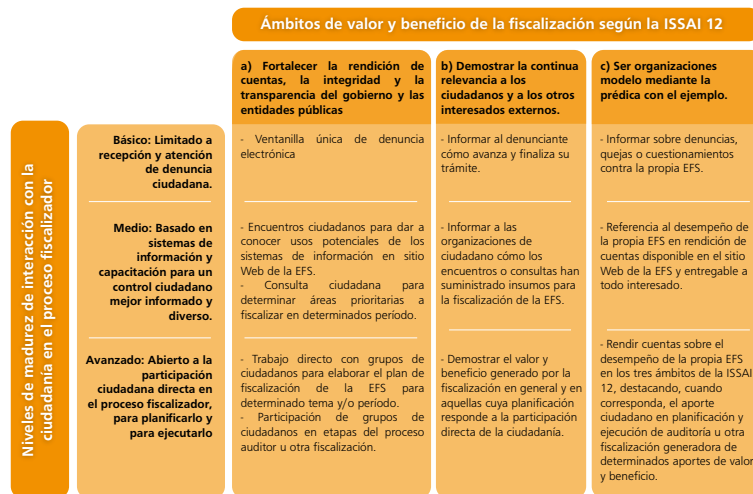 Ámbitos de valor y beneficio de la fiscalización según la ISSAI 12
a) Fortalecer la rendición de
cuentas, la integridad y la
transparencia del gobierno y las
entidades públicas
b) Demostrar la continua
relevancia a los
ciudadanos y a los otros
interesados externos.
c) Ser organizaciones
modelo mediante la
prédica con el ejemplo.
Niveles de madurez de interacción con la
ciudadanía en el proceso fiscalizador
Básico: Limitado a
recepción y atención
de denuncia
ciudadana.
- Ventanilla única de denuncia
electrónica
- Informar al denunciante
cómo avanza y finaliza su
trámite.
- Informar sobre denuncias,
quejas o cuestionamientos
contra la propia EFS.
Medio: Basado en
sistemas de
información y
capacitación para un
control ciudadano
mejor informado y
diverso.
- Encuentros ciudadanos para dar a
conocer usos potenciales de los
sistemas de información en sitio
Web de la EFS.
- Consulta ciudadana para
determinar áreas prioritarias a
fiscalizar en determinados período.
- Informar a las
organizaciones de
ciudadano cómo los
encuentros o consultas han
suministrado insumos para
la fiscalización de la EFS.
- Referencia al desempeño de
la propia EFS en rendición de
cuentas disponible en el sitio
Web de la EFS y entregable a
todo interesado.
Avanzado: Abierto a la
participación
ciudadana directa en
el proceso fiscalizador,
para planificarlo y
para ejecutarlo
- Trabajo directo con grupos de
ciudadanos para elaborar el plan de
fiscalización de la EFS para
determinado tema y/o período.
- Participación de grupos de
ciudadanos en etapas del proceso
auditor u otra fiscalización.
- Demostrar el valor y
beneficio generado por la
fiscalización en general y en
aquellas cuya planificación
responde a la participación
directa de la ciudadanía.
- Rendir cuentas sobre el
desempeño de la propia EFS
en los tres ámbitos de la ISSAI
12, destacando, cuando
corresponda, el aporte
ciudadano en planificación y
ejecución de auditoría u otra
fiscalización generadora de
determinados aportes de valor
y beneficio.